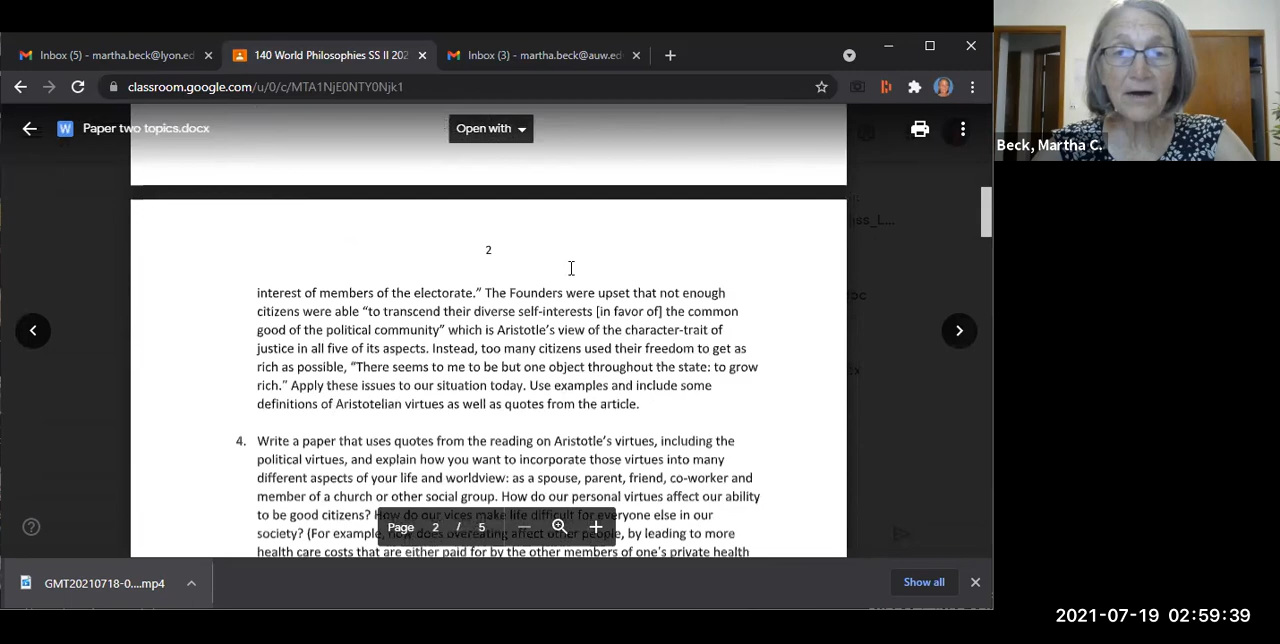 Inbox (5) - martha.beck@lyon.ed
140 World Philosophies SS II 202
Inbox (3) - martha.beck@auw.ed
classroom.google.com/u/0/c/MTA1NjE0NTY0Njk1
Paper two topics.docx
Open with
Beck, Martha C.
2
interest of members of the electorate.” The Founders were upset that not enough
citizens were able “to transcend their diverse self-interests [in favor of] the common
good of the political community” which is Aristotle’s view of the character-trait of
justice in all five of its aspects. Instead, too many citizens used their freedom to get as
rich as possible, “There seems to me to be but one object throughout the state: to grow
rich.” Apply these issues to our situation today. Use examples and include some
definitions of Aristotelian virtues as well as quotes from the article.
4. Write a paper that uses quotes from the reading on Aristotle’s virtues, including the
political virtues, and explain how you want to incorporate those virtues into many
different aspects of your life and worldview: as a spouse, parent, friend, co-worker and
member of a church or other social group. How do our personal virtues affect our ability
to be good citizens? How do our vices make life difficult for everyone else in our
society? (For example, how does overeating affect other people, by leading to more
health care costs that are either paid for by the other members of one’s private health
Page 2 / 5
GMT20210718-0....mp4
Show all
2021-07-19 02:59:39